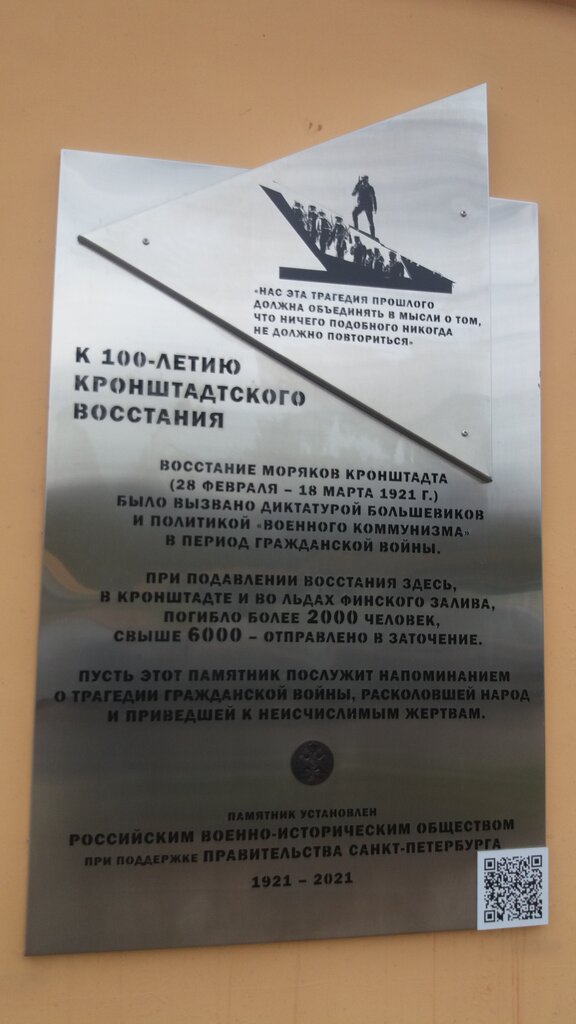 «НАС ЭТА ТРАГЕДИЯ ПРОШЛОГО
ДОЛЖНА ОБЪЕДИНЯТЬ В МЫСЛИ О ТОМ,
ЧТО НИЧЕГО ПОДОБНОГО НИКОГДА
НЕ ДОЛЖНО ПОВТОРИТЬСЯ»
К 100-ЛЕТИЮ
КРОНШТАДТСКОГО
ВОССТАНИЯ
ВОССТАНИЕ МОРЯКОВ КРОНШТАДТА
(28 ФЕВРАЛЯ – 18 МАРТА 1921 Г.)
БЫЛО ВЫЗВАНО ДИКТАТУРОЙ БОЛЬШЕВИКОВ
И ПОЛИТИКОЙ «ВОЕННОГО КОММУНИЗМА»
В ПЕРИОД ГРАЖДАНСКОЙ ВОЙНЫ.
ПРИ ПОДАВЛЕНИИ ВОССТАНИЯ ЗДЕСЬ,
В КРОНШТАДТЕ И ВО ЛЬДАХ ФИНСКОГО ЗАЛИВА,
ПОГИБЛО БОЛЕЕ 2000 ЧЕЛОВЕК,
СВЫШЕ 6000 – ОТПРАВЛЕНО В ЗАТОЧЕНИЕ.
ПУСТЬ ЭТОТ ПАМЯТНИК ПОСЛУЖИТ НАПОМИНАНИЕМ
О ТРАГЕДИИ ГРАЖДАНСКОЙ ВОЙНЫ, РАСКОЛОВШЕЙ НАРОД
И ПРИВЕДШЕЙ К НЕИСЧИСЛИМЫМ ЖЕРТВАМ.
ПАМЯТНИК УСТАНОВЛЕН
РОССИЙСКИМ ВОЕННО-ИСТОРИЧЕСКИМ ОБЩЕСТВОМ
ПРИ ПОДДЕРЖКЕ ПРАВИТЕЛЬСТВА САНКТ-ПЕТЕРБУРГА
1921 – 2021